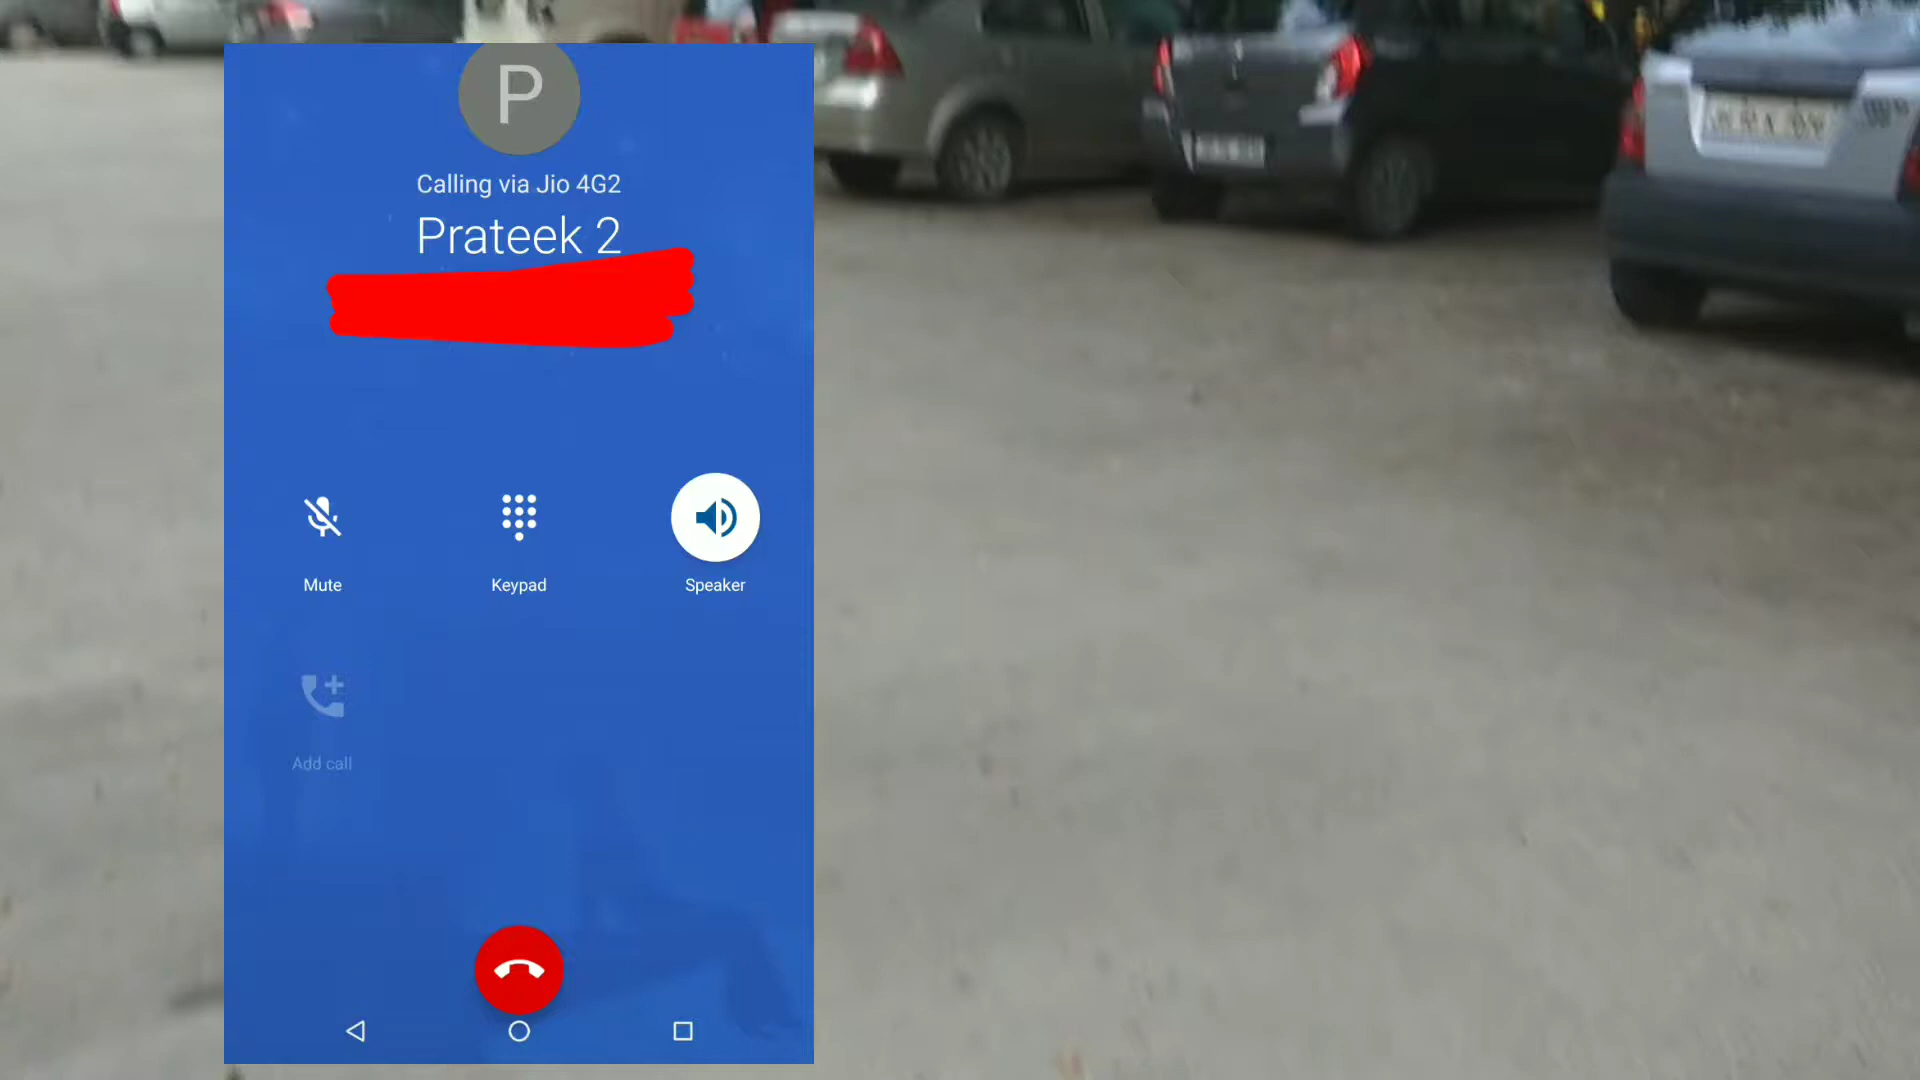 P
Calling via Jio 4G2
Prateek 2
Mute
Keypad
Speaker
Add call